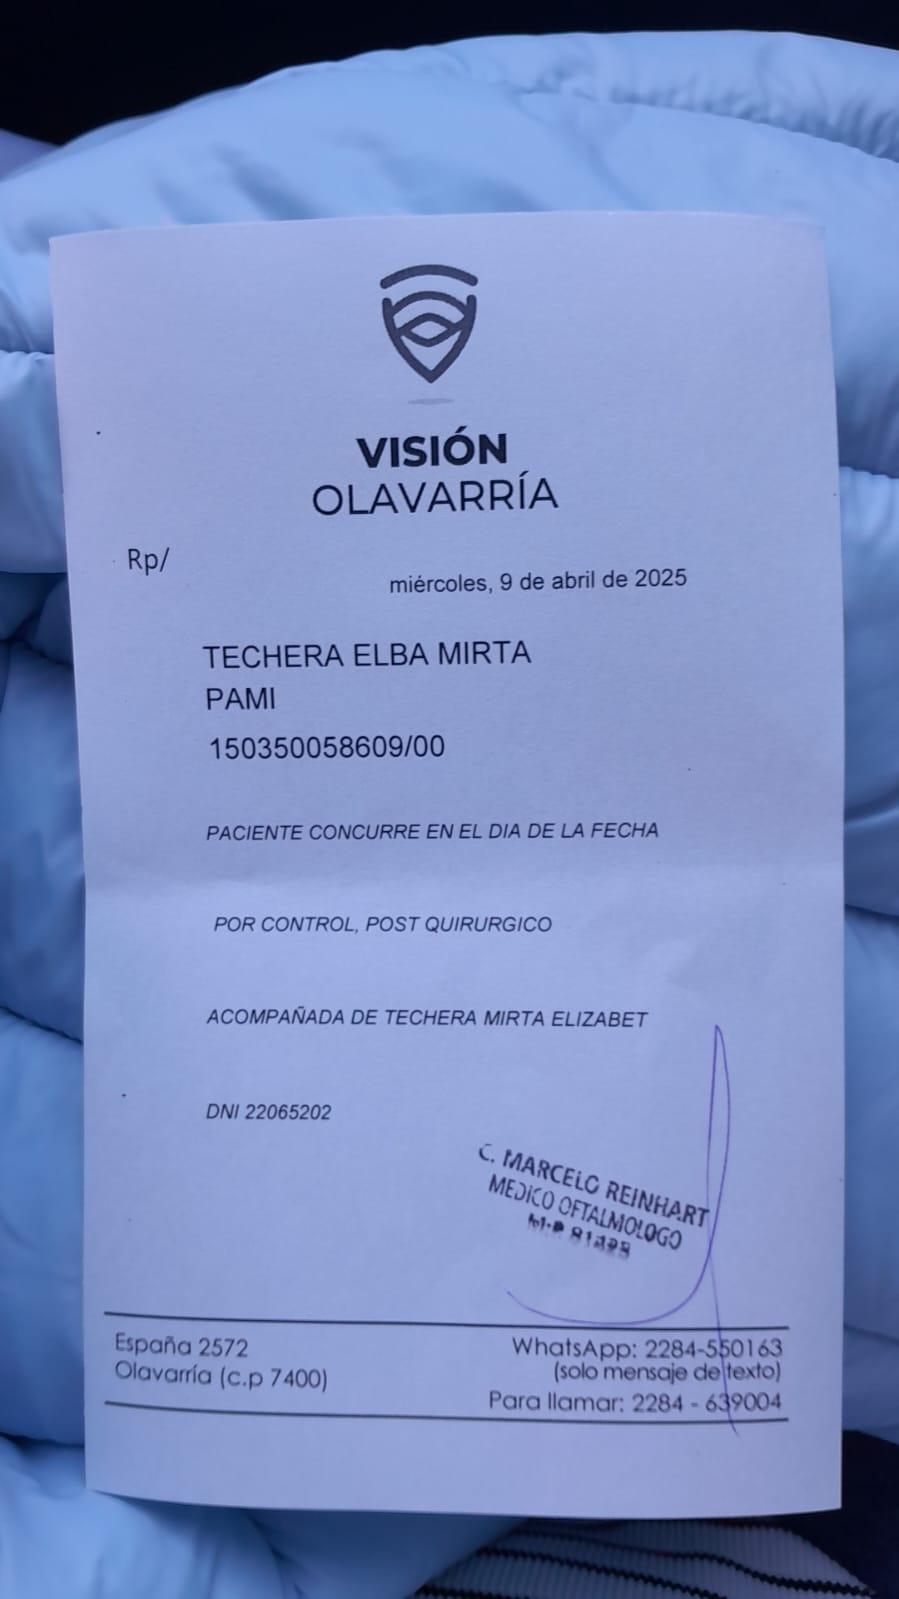 VISIÓN
OLAVARRÍA
Rp/
miércoles, 9 de abril de 2025
TECHERA ELBA MIRTA
PAMI
150350058609/00
PACIENTE CONCURRE EN EL DIA DE LA FECHA
POR CONTROL, POST QUIRURGICO
ACOMPAÑADA DE TECHERA MIRTA ELIZABET
DNI 22065202
C. MARCELO REINHART
MEDICO OFTALMOLOGO
M.P
España 2572
Olavarría (c.p 7400)
WhatsApp: 2284-550163
(solo mensaje de texto)
Para llamar: 2284 - 639004